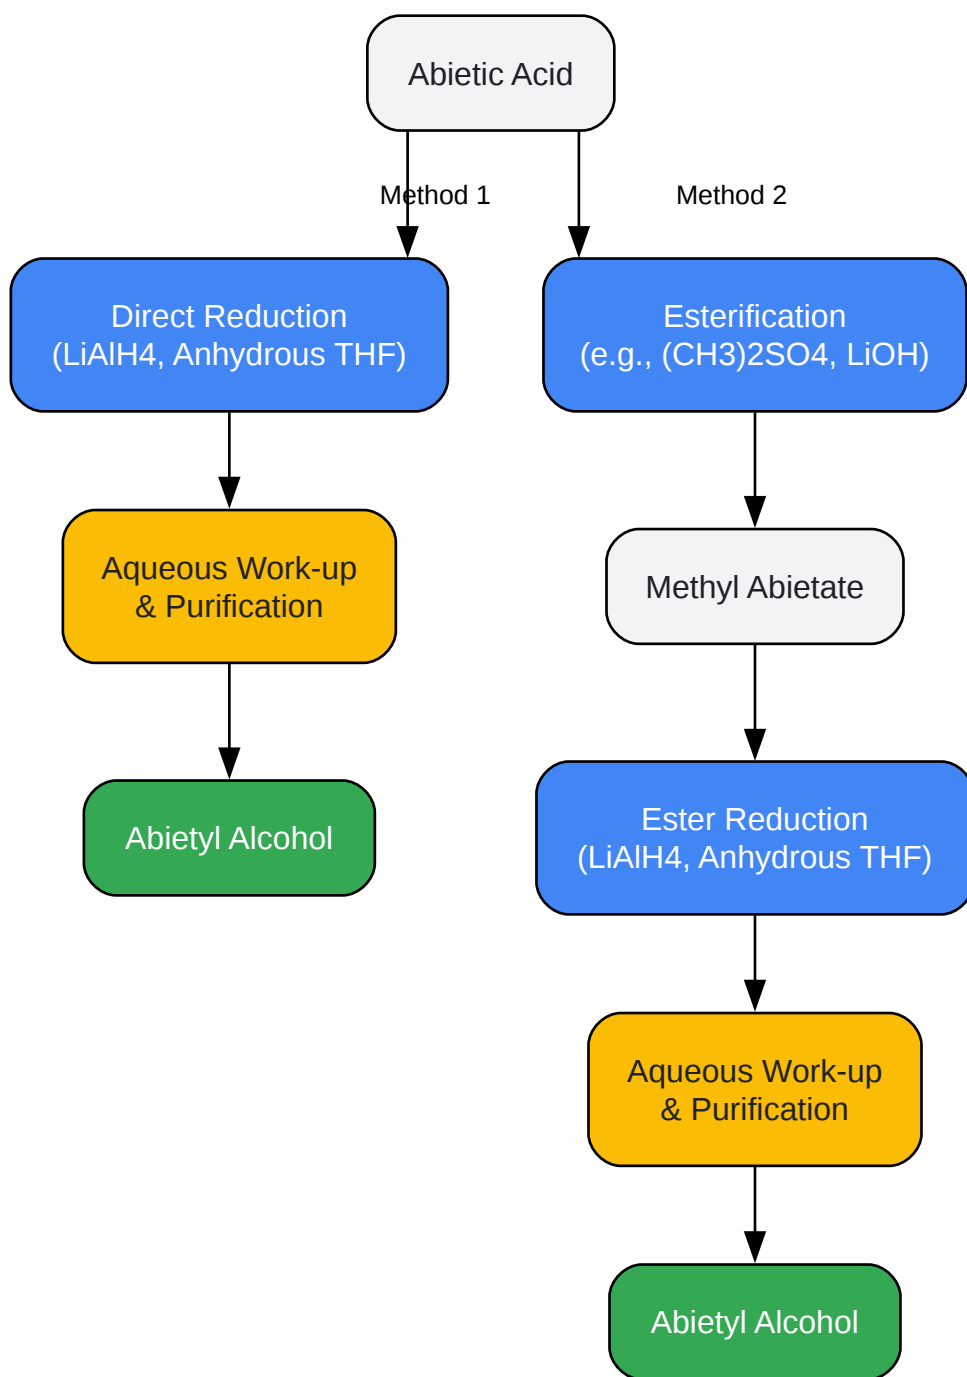 Abietic Acid
Method 1
Method 2
Direct Reduction
(LiAlH4, Anhydrous THF)
Esterification
(e.g., (CH3)2SO4, LiOH)
Aqueous Work-up
& Purification
Methyl Abietate
Abietyl Alcohol
Ester Reduction
(LiAlH4, Anhydrous THF)
Aqueous Work-up
& Purification
Abietyl Alcohol